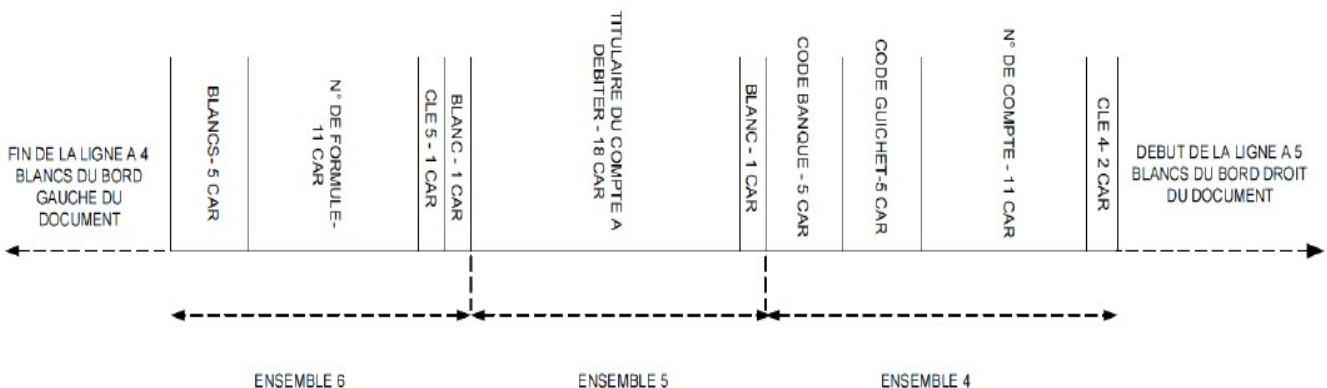 FIN DE LA LIGNE A 4
BLANCS DU BORD
GAUCHE DU
DOCUMENT
BLANCS- 5 CAR
N° DE FORMULE-
11 CAR
CLE 5 - 1 CAR
BLANC - 1 CAR
TITULAIRE DU COMPTE A
DEBITER - 18 CAR
BLANC - 1 CAR
CODE BANQUE - 5 CAR
CODE GUICHET-5 CAR
N° DE COMPTE - 11 CAR
CLE 4- 2 CAR
DEBUT DE LA LIGNE A 5
BLANCS DU BORD DROIT
DU DOCUMENT
ENSEMBLE 6
ENSEMBLE 5
ENSEMBLE 4